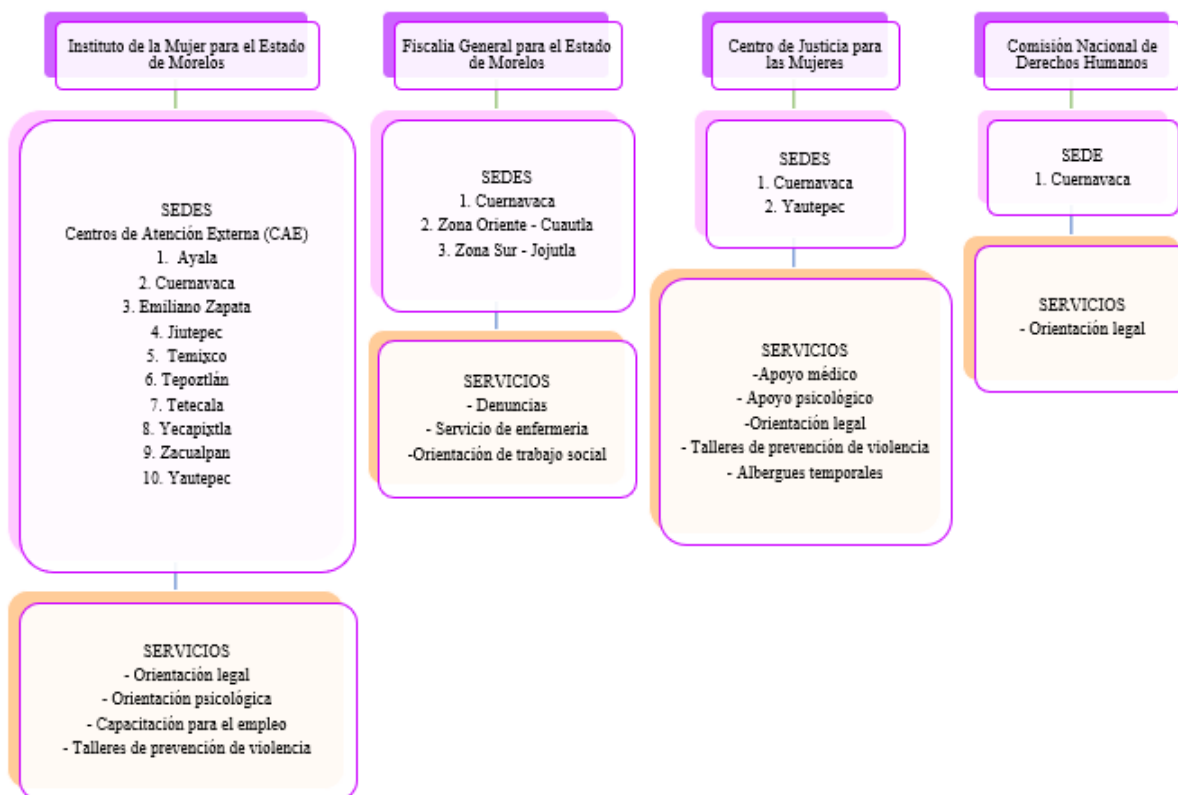 Instituto de la Mujer para el Estado
de Morelos
SEDES
Centros de Atención Externa (CAE)
1. Ayala
2. Cuernavaca
3. Emiliano Zapata
4. Jiutepec
5. Temixco
6. Tepoztlán
7. Tetecala
8. Yecapixtla
9. Zacualpan
10. Yautepec
SERVICIOS
- Orientación legal
- Orientación psicológica
- Capacitación para el empleo
- Talleres de prevención de violencia
Fiscalia General para el Estado
de Morelos
SEDES
1. Cuernavaca
2. Zona Oriente - Cuautla
3. Zona Sur - Jojutla
SERVICIOS
- Denuncias
- Servicio de enfermeria
-Orientación de trabajo social
Centro de Justicia para
las Mujeres
SEDES
1. Cuernavaca
2. Yautepec
SERVICIOS
-Apoyo médico
- Apoyo psicológico
-Orientación legal
- Talleres de prevención de violencia
- Albergues temporales
Comisión Nacional de
Derechos Humanos
SEDE
1. Cuernavaca
SERVICIOS
- Orientación legal